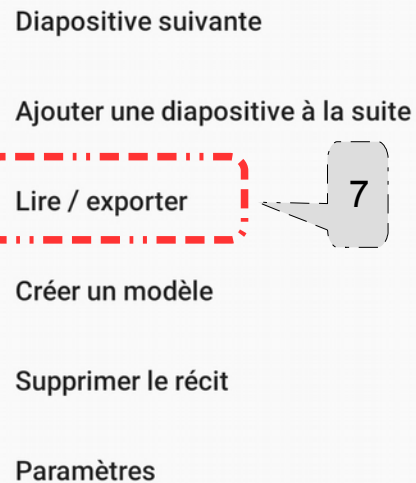 Diapositive suivante
Ajouter une diapositive à la suite
Lire / exporter
7
Créer un modèle
Supprimer le récit
Paramètres